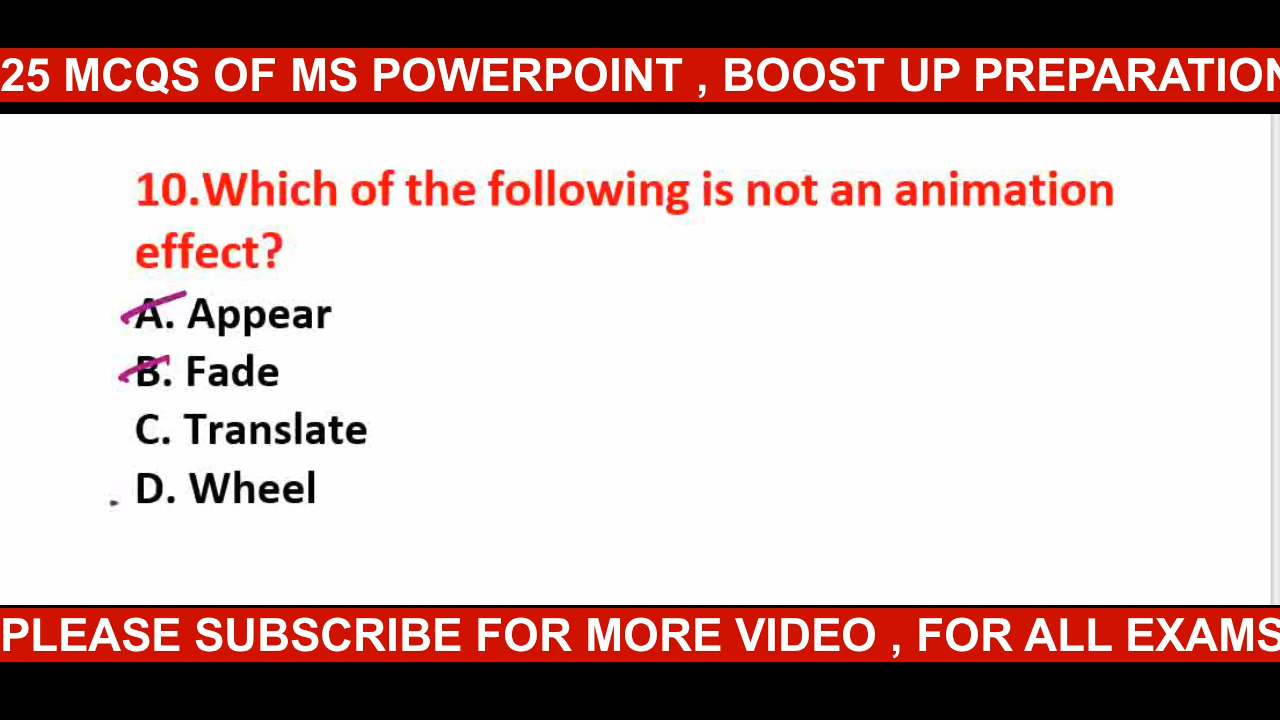 25 MCQS OF MS POWERPOINT , BOOST UP PREPARATION
10.Which of the following is not an animation
effect?
A. Appear
B. Fade
C. Translate
D. Wheel
PLEASE SUBSCRIBE FOR MORE VIDEO , FOR ALL EXAMS